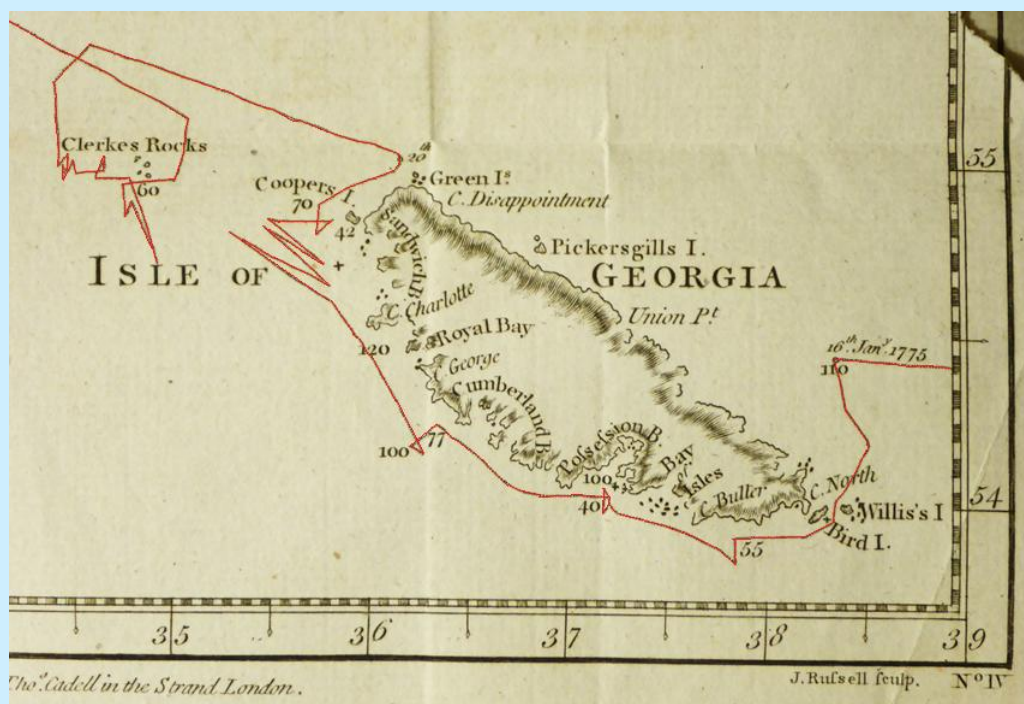 55
Clerkes Rocks
60
20th
Green Is.
Coopers I.
C. Disappointment
70
42
Sandwich B.
Pickersgills I.
ISLE OF
GEORGIA
C. Charlotte
Union Pt.
120
Royal Bay
16th. Jany. 1775
110
C. George
Cumberland B.
77
100
Possession B.
Bay of Isles
100
40
C. Buller
C. North
54
Willis's I
Bird I.
55
35
36
37
38
39
Thos. Cadell in the Strand London.
J. Russell sculp.
No IV